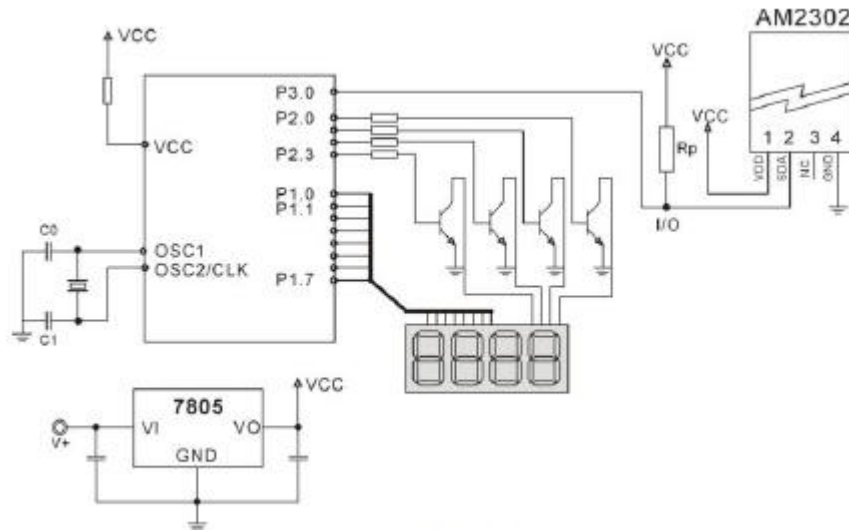 AM2302
VCC
VCC
VCC
Rp
1 2 3 4
VDD
SDA
NC
GND
I/O
P3.0
P2.0
P2.3
P1.0
P1.1
P1.7
VCC
OSC1
OSC2/CLK
C0
C1
VCC
7805
V+
VI
VO
GND